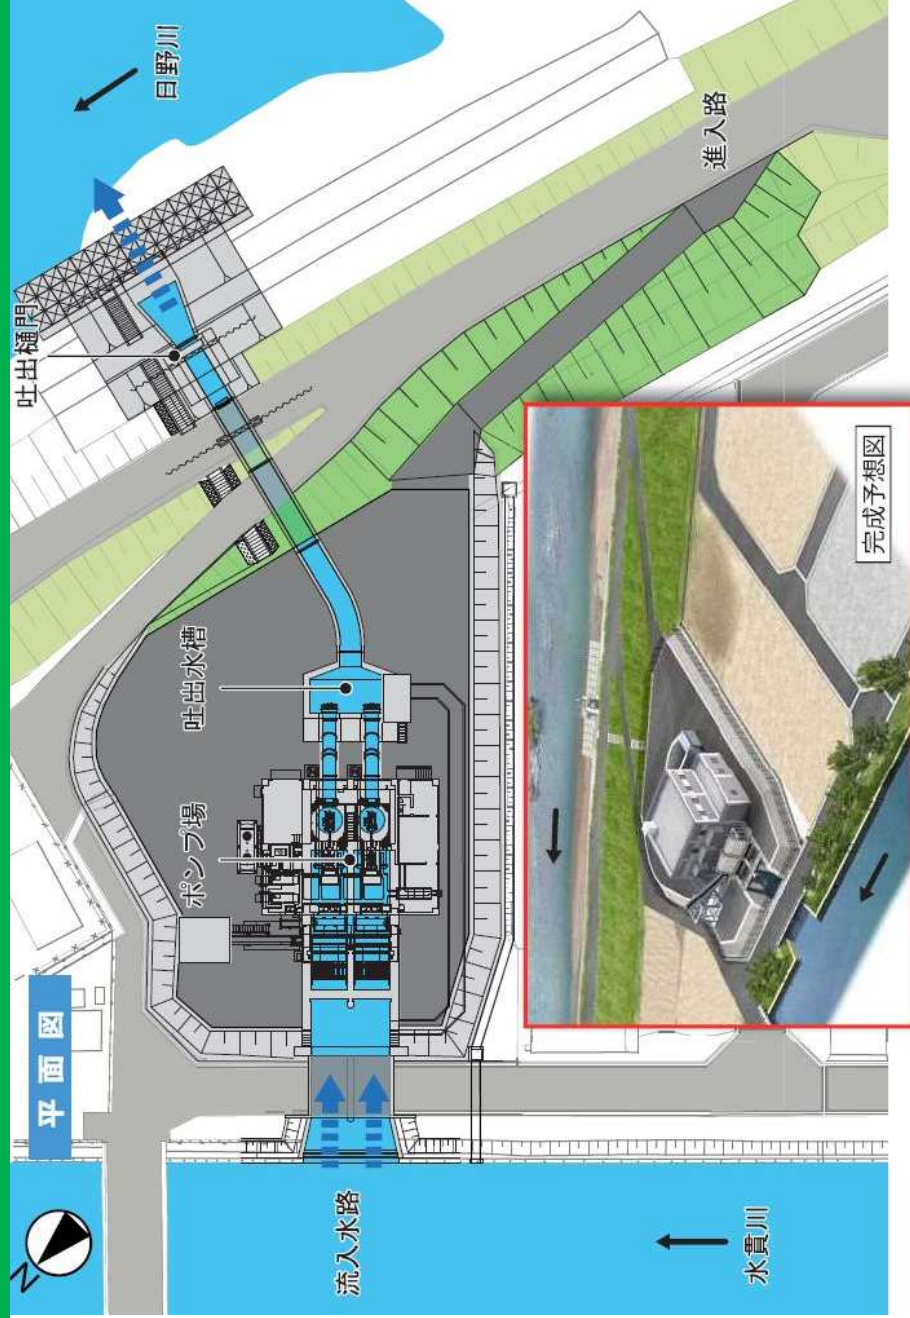 平面図
N
日野川
吐出樋門
進入路
吐出水槽
ポンプ場
流入水路
水貫川
完成予想図